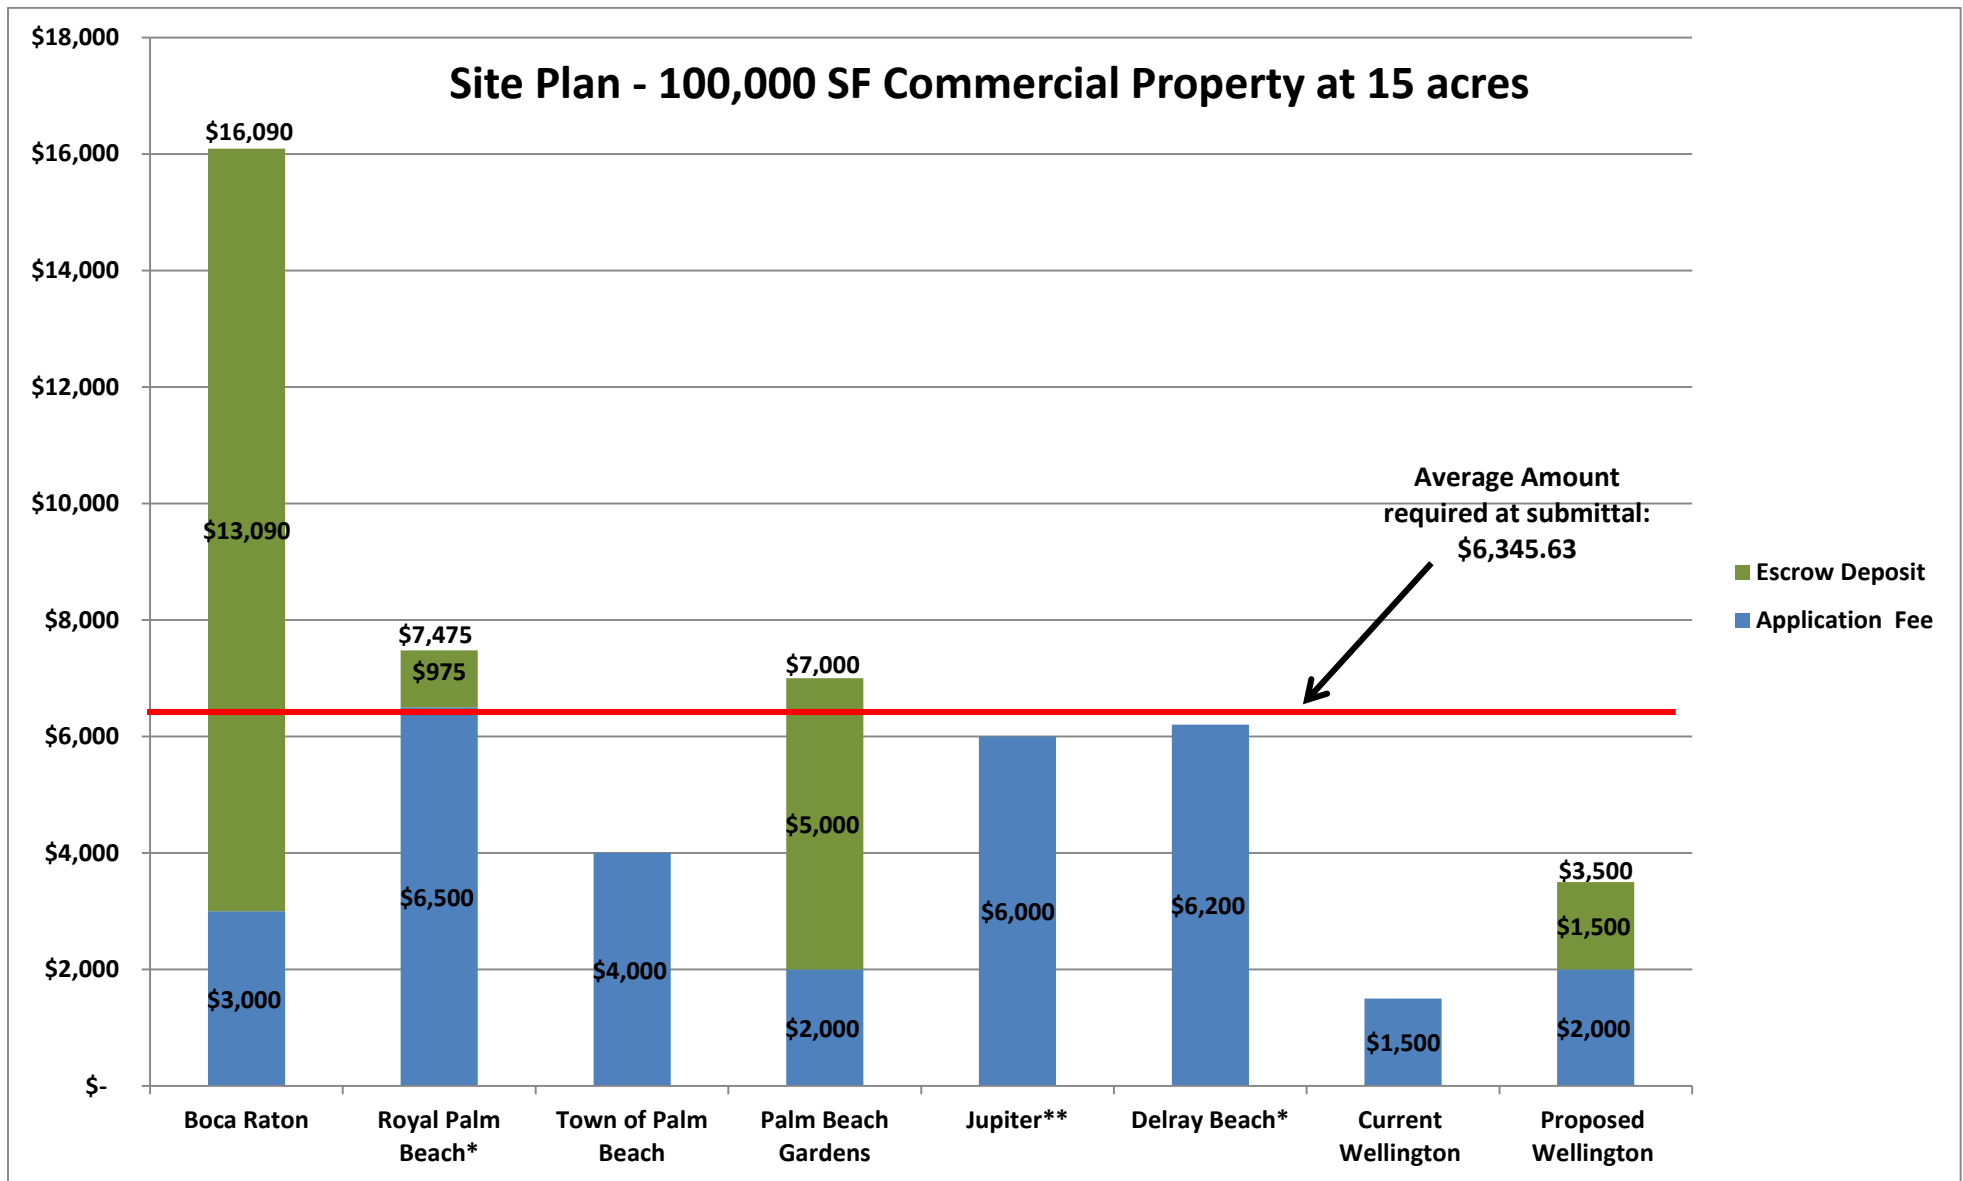 Site Plan - 100,000 SF Commercial Property at 15 acres
$18,000
$16,000
$14,000
$12,000
$10,000
$8,000
$6,000
$4,000
$2,000
$-
$16,090
$13,090
$3,000
$7,475
$975
$6,500
$4,000
$7,000
$5,000
$2,000
$6,000
$6,200
$1,500
$3,500
$1,500
$2,000
Average Amount
required at submittal:
$6,345.63
Escrow Deposit
Application Fee
Boca Raton
Royal Palm
Beach*
Town of Palm
Beach
Palm Beach
Gardens
Jupiter**
Delray Beach*
Current
Wellington
Proposed
Wellington